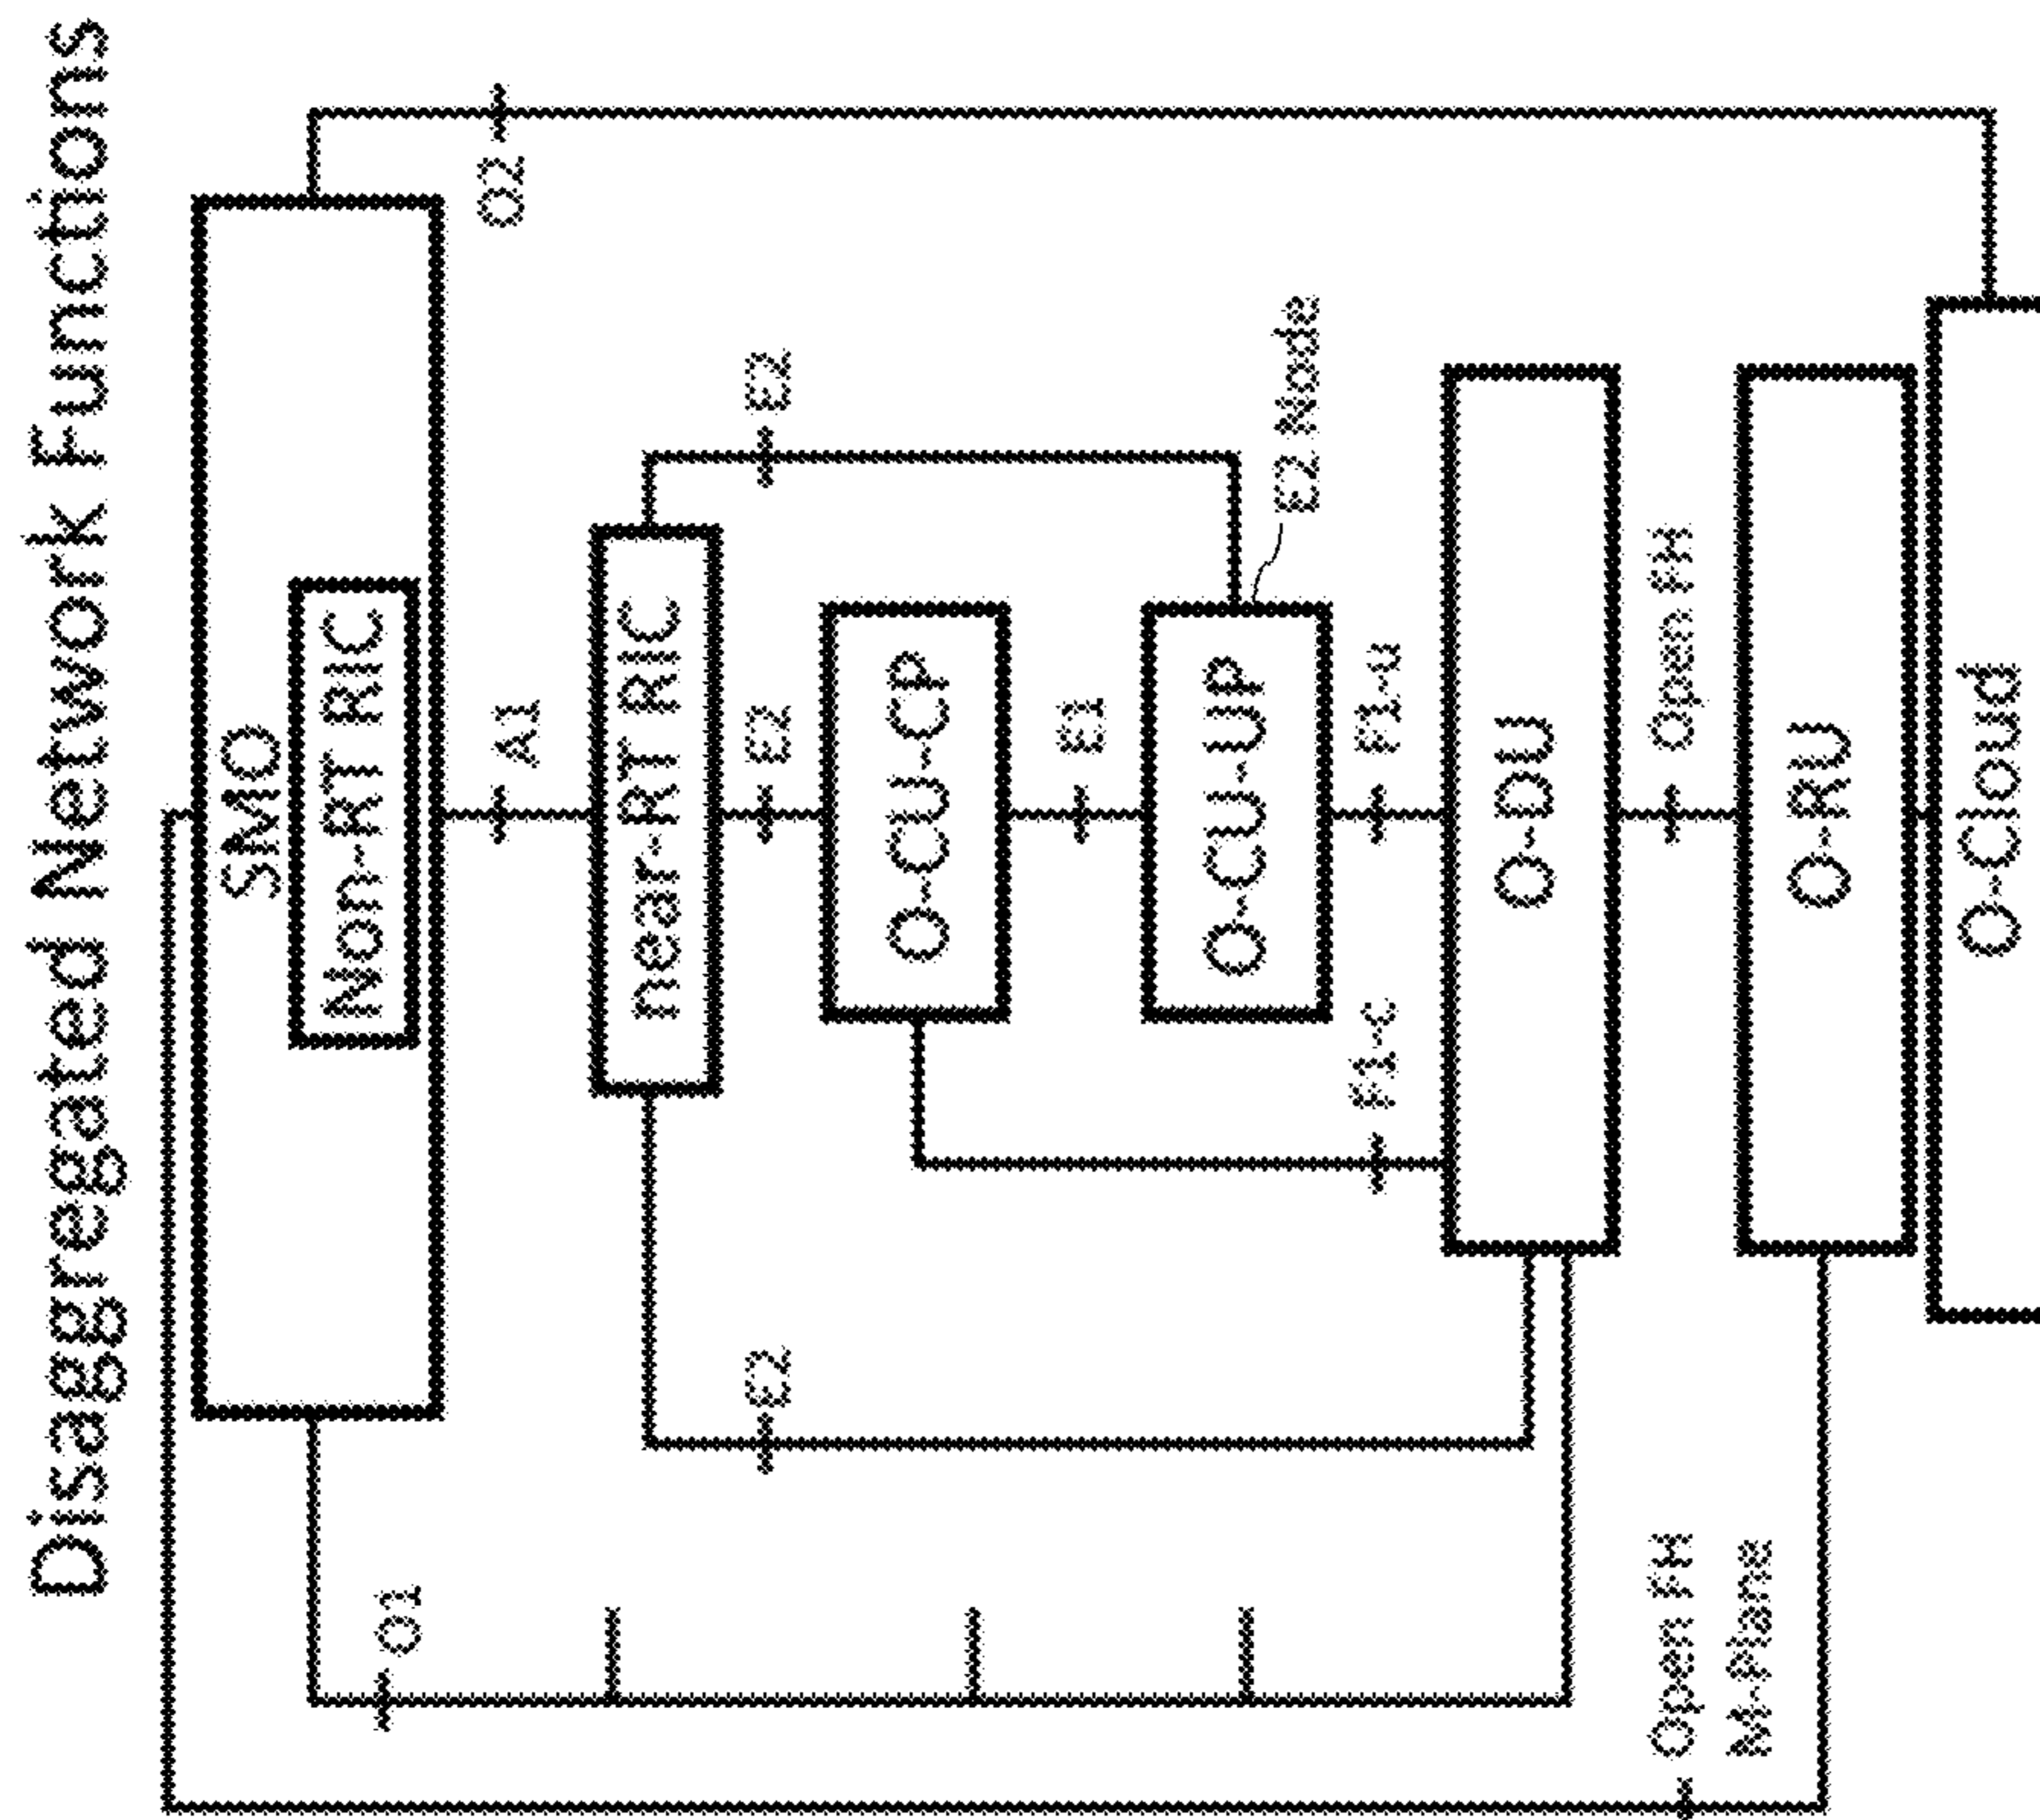 Disaggregated Network Functions
SMO
Non-RT RIC
O1
A1
O2
near-RT RIC
E2
E2
E2
O-CU-CP
E1
O-CU-UP
E2 Node
F1-c
F1-u
O-DU
Open FH
M-Plane
Open FH
O-RU
O-Cloud